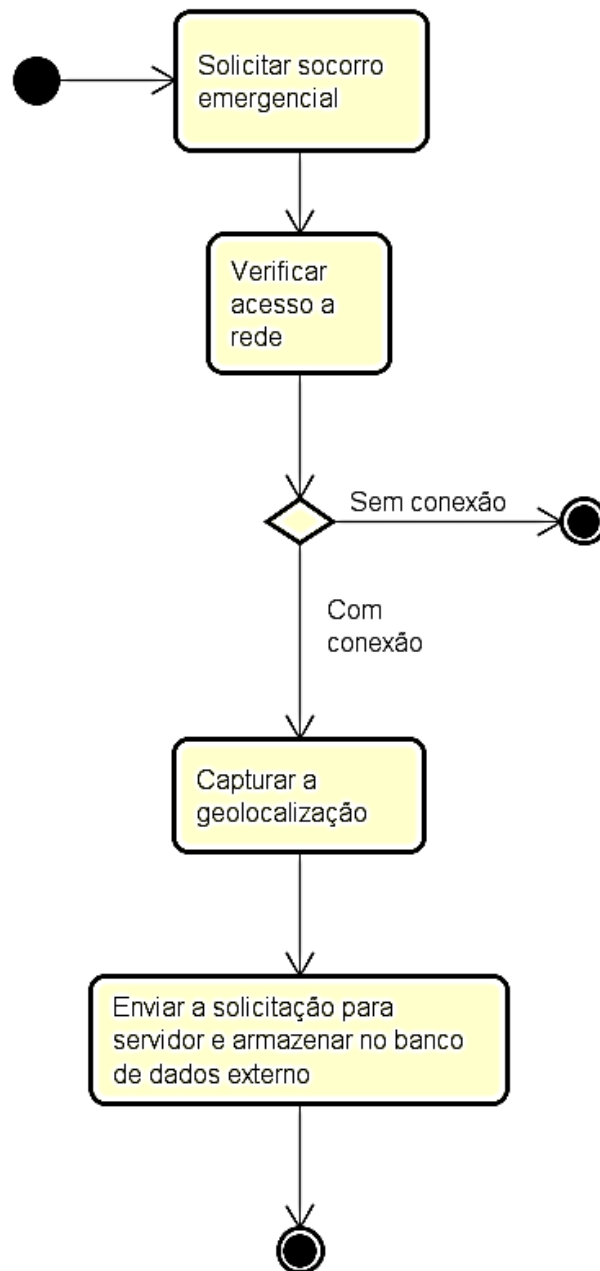 Solicitar socorro
emergencial
Verificar
acesso a
rede
Sem conexão
Com
conexão
Capturar a
geolocalização
Enviar a solicitação para
servidor e armazenar no banco
de dados externo